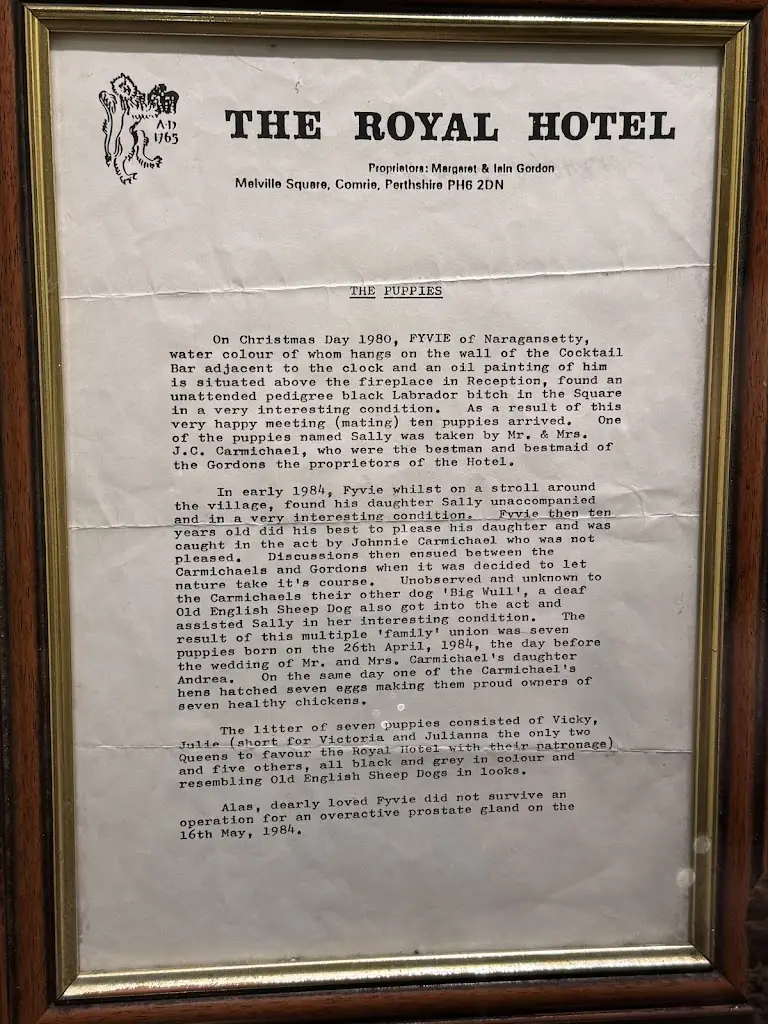 A.D
1765
THE ROYAL HOTEL
Proprietors: Margaret & Iain Gordon
Melville Square, Comrie, Perthshire PH6 2DN
THE PUPPIES
On Christmas Day 1980, FYVIE of Naragansetty,
water colour of whom hangs on the wall of the Cocktail
Bar adjacent to the clock and an oil painting of him
is situated above the fireplace in Reception, found an
unattended pedigree black Labrador bitch in the Square
in a very interesting condition. As a result of this
very happy meeting (mating) ten puppies arrived. One
of the puppies named Sally was taken by Mr. & Mrs.
J.C. Carmichael, who were the bestman and bestmaid of
the Gordons the proprietors of the Hotel.
In early 1984, Fyvie whilst on a stroll around
the village, found his daughter Sally unaccompanied
and in a very interesting condition. Fyvie then ten
years old did his best to please his daughter and was
caught in the act by Johnnie Carmichael who was not
pleased. Discussions then ensued between the
Carmichaels and Gordons when it was decided to let
nature take it's course. Unobserved and unknown to
the Carmichaels their other dog 'Big Wull', a deaf
Old English Sheep Dog also got into the act and
assisted Sally in her interesting condition. The
result of this multiple 'family' union was seven
puppies born on the 26th April, 1984, the day before
the wedding of Mr. and Mrs. Carmichael's daughter
Andrea. On the same day one of the Carmichael's
hens hatched seven eggs making them proud owners of
seven healthy chickens.
The litter of seven puppies consisted of Vicky,
Julie (short for Victoria and Julianna the only two
Queens to favour the Royal Hotel with their patronage)
and five others, all black and grey in colour and
resembling Old English Sheep Dogs in looks.
Alas, dearly loved Fyvie did not survive an
operation for an overactive prostate gland on the
16th May, 1984.